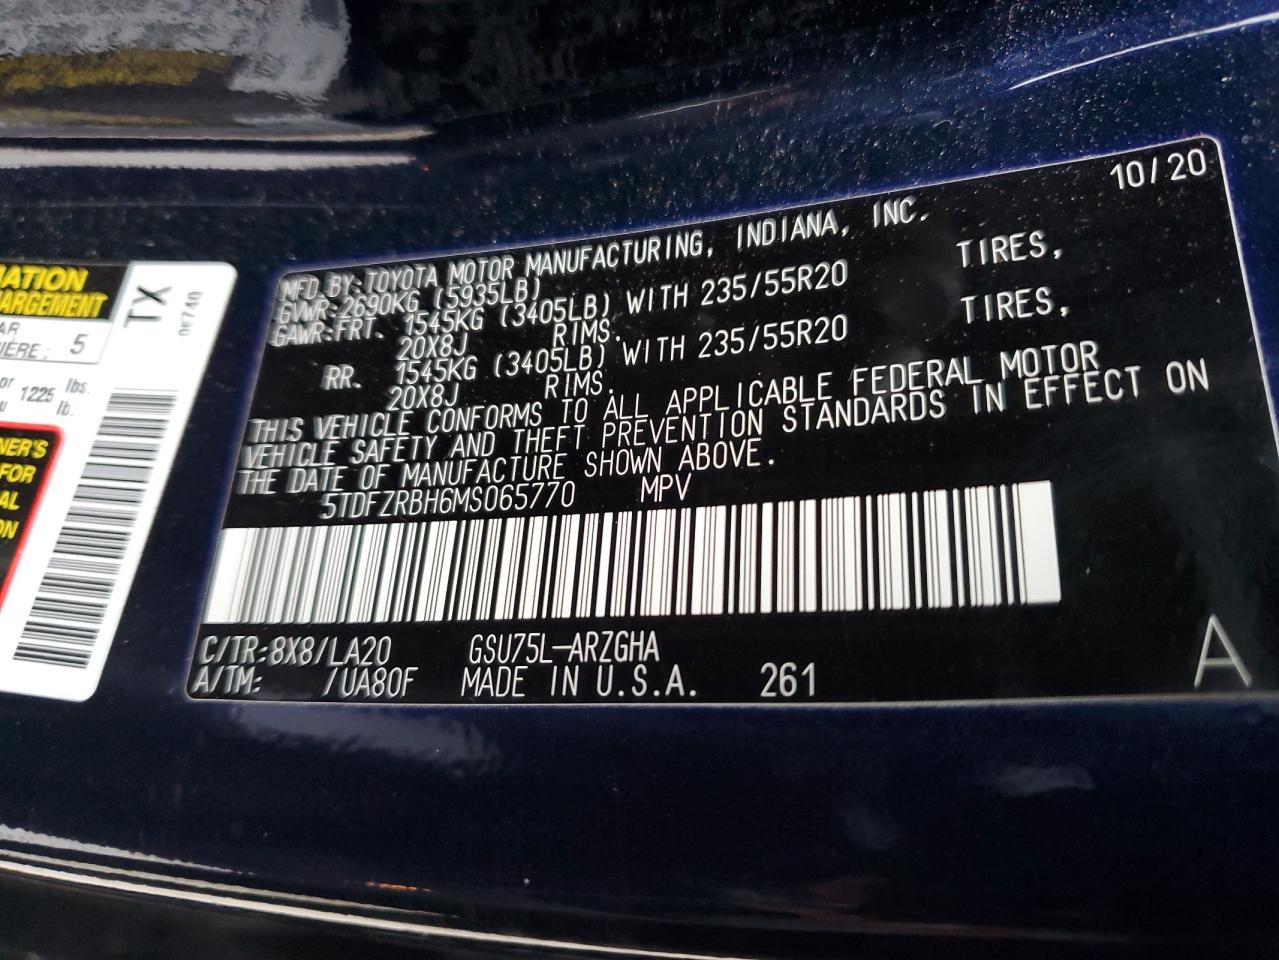 10/20
MFD.BY:TOYOTA MOTOR MANUFACTURING, INDIANA, INC.
GVWR:2690KG (5935LB)
GAWR:FRT. 1545KG (3405LB) WITH 235/55R20 TIRES,
20X8J RIMS.
RR. 1545KG (3405LB) WITH 235/55R20 TIRES,
20X8J RIMS.
THIS VEHICLE CONFORMS TO ALL APPLICABLE FEDERAL MOTOR
VEHICLE SAFETY AND THEFT PREVENTION STANDARDS IN EFFECT ON
THE DATE OF MANUFACTURE SHOWN ABOVE.
5TDFZRBH6MS065770 MPV
C/TR:8X8/LA20 GSU75L-ARZGHA
A/TM: /UA80F MADE IN U.S.A. 261
A
TX
5
1225 lbs.
lb.
FOR